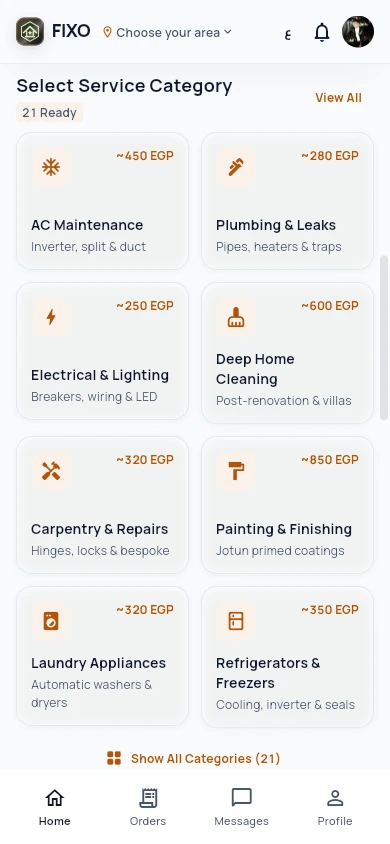 FIXO
Choose your area
ع
Select Service Category
View All
21 Ready
~450 EGP
AC Maintenance
Inverter, split & duct
~280 EGP
Plumbing & Leaks
Pipes, heaters & traps
~250 EGP
Electrical & Lighting
Breakers, wiring & LED
~600 EGP
Deep Home
Cleaning
Post-renovation & villas
~320 EGP
Carpentry & Repairs
Hinges, locks & bespoke
~850 EGP
Painting & Finishing
Jotun primed coatings
~320 EGP
Laundry Appliances
Automatic washers &
dryers
~350 EGP
Refrigerators &
Freezers
Cooling, inverter & seals
Show All Categories (21)
Home
Orders
Messages
Profile